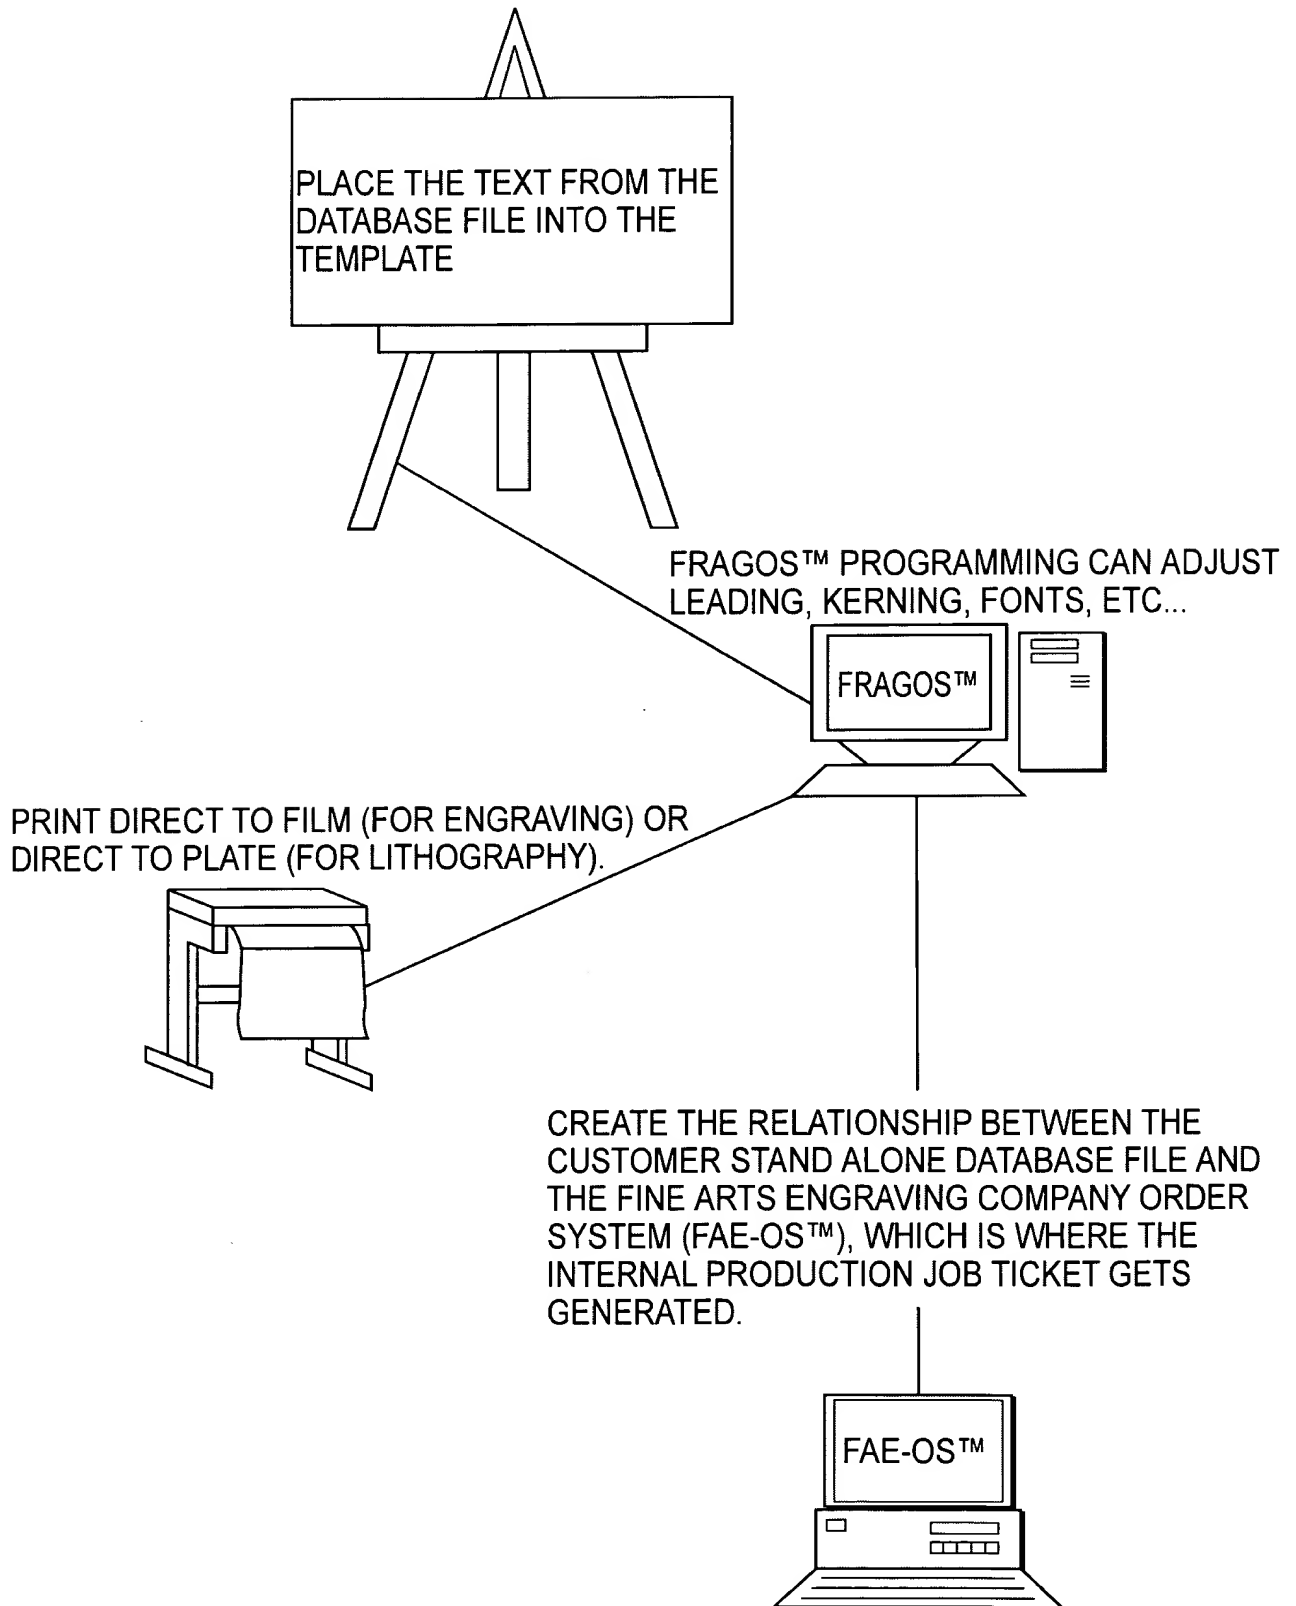 PLACE THE TEXT FROM THE
DATABASE FILE INTO THE
TEMPLATE
FRAGOS™ PROGRAMMING CAN ADJUST
LEADING, KERNING, FONTS, ETC...
FRAGOS™
PRINT DIRECT TO FILM (FOR ENGRAVING) OR
DIRECT TO PLATE (FOR LITHOGRAPHY).
CREATE THE RELATIONSHIP BETWEEN THE
CUSTOMER STAND ALONE DATABASE FILE AND
THE FINE ARTS ENGRAVING COMPANY ORDER
SYSTEM (FAE-OS™), WHICH IS WHERE THE
INTERNAL PRODUCTION JOB TICKET GETS
GENERATED.
FAE-OS™